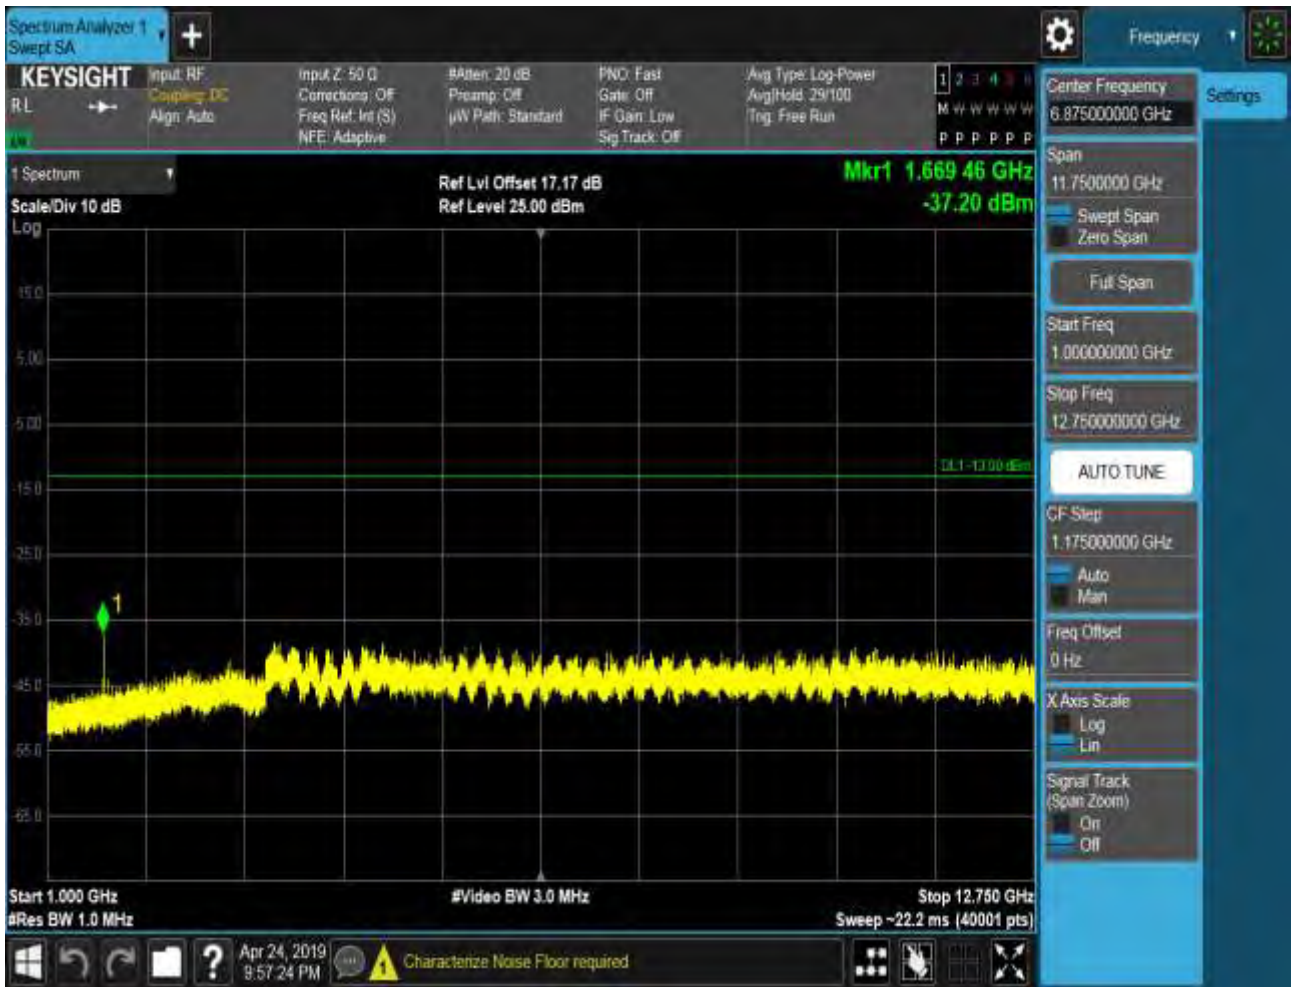 Spectrum Analyzer 1
Swept SA
Frequency
KEYSIGHT
R L
Input: RF
Coupling: DC
Align: Auto
Input Z: 50 Ω
Corrections: Off
Freq Ref: Int (S)
NFE: Adaptive
#Atten: 20 dB
Preamp: Off
µW Path: Standard
PNO: Fast
Gate: Off
IF Gain: Low
Sig Track: Off
Avg Type: Log-Power
Avg|Hold: 29/100
Trig: Free Run
1 2 3 4 5 6
M W W W W W
P P P P P P
1 Spectrum
Scale/Div 10 dB
Log
Ref Lvl Offset 17.17 dB
Ref Level 25.00 dBm
Mkr1 1.669 46 GHz
-37.20 dBm
15.0
5.00
-5.00
DL1 -13.00 dBm
-15.0
-25.0
1
-35.0
-45.0
-55.0
-65.0
Start 1.000 GHz
#Res BW 1.0 MHz
#Video BW 3.0 MHz
Stop 12.750 GHz
Sweep ~22.2 ms (40001 pts)
Center Frequency
6.875000000 GHz
Settings
Span
11.7500000 GHz
Swept Span
Zero Span
Full Span
Start Freq
1.000000000 GHz
Stop Freq
12.750000000 GHz
AUTO TUNE
CF Step
1.175000000 GHz
Auto
Man
Freq Offset
0 Hz
X Axis Scale
Log
Lin
Signal Track
(Span Zoom)
On
Off
?
Apr 24, 2019
9:57:24 PM
1
Characterize Noise Floor required